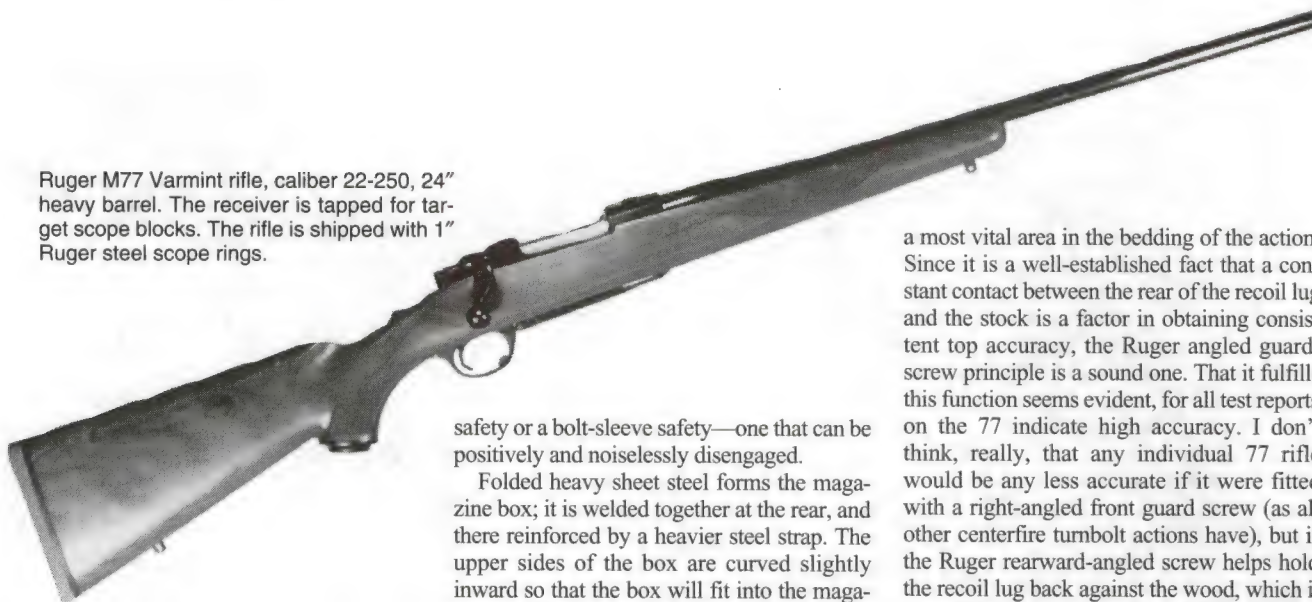 Ruger M77 Varmint rifle, caliber 22-250, 24″
heavy barrel. The receiver is tapped for tar-
get scope blocks. The rifle is shipped with 1″
Ruger steel scope rings.
safety or a bolt-sleeve safety—one that can be
positively and noiselessly disengaged.
Folded heavy sheet steel forms the maga-
zine box; it is welded together at the rear, and
there reinforced by a heavier steel strap. The
upper sides of the box are curved slightly
inward so that the box will fit into the maga-
a most vital area in the bedding of the action
Since it is a well-established fact that a con
stant contact between the rear of the recoil lug
and the stock is a factor in obtaining consis
tent top accuracy, the Ruger angled guard
screw principle is a sound one. That it fulfill
this function seems evident, for all test report
on the 77 indicate high accuracy. I don'
think, really, that any individual 77 rifle
would be any less accurate if it were fitted
with a right-angled front guard screw (as al
other centerfire turnbolt actions have), but i
the Ruger rearward-angled screw helps hold
the recoil lug back against the wood, which i